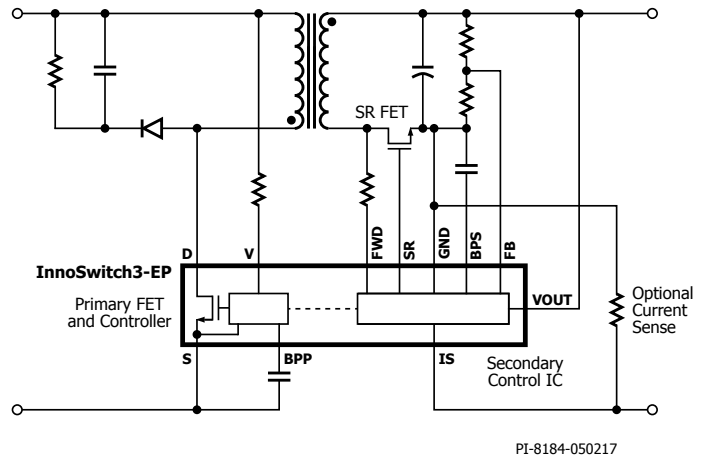 SR FET
D
V
FWD
SR
GND
BPS
FB
InnoSwitch3-EP
VOUT
Primary FET
and Controller
Optional
Current
Sense
S
BPP
IS
Secondary
Control IC
PI-8184-050217